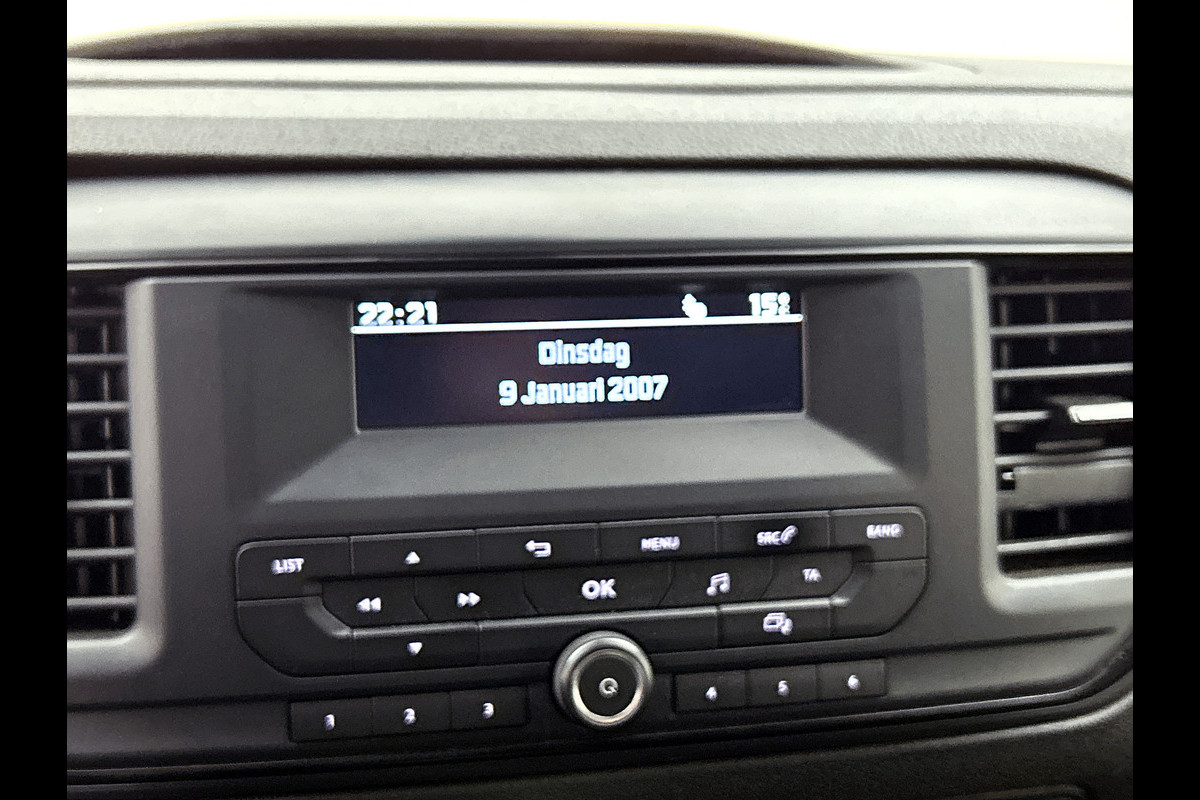 22:21 15°
Dinsdag
9 Januari 2007
LIST MENU SRC BAND
OK TA
1 2 3 4 5 6